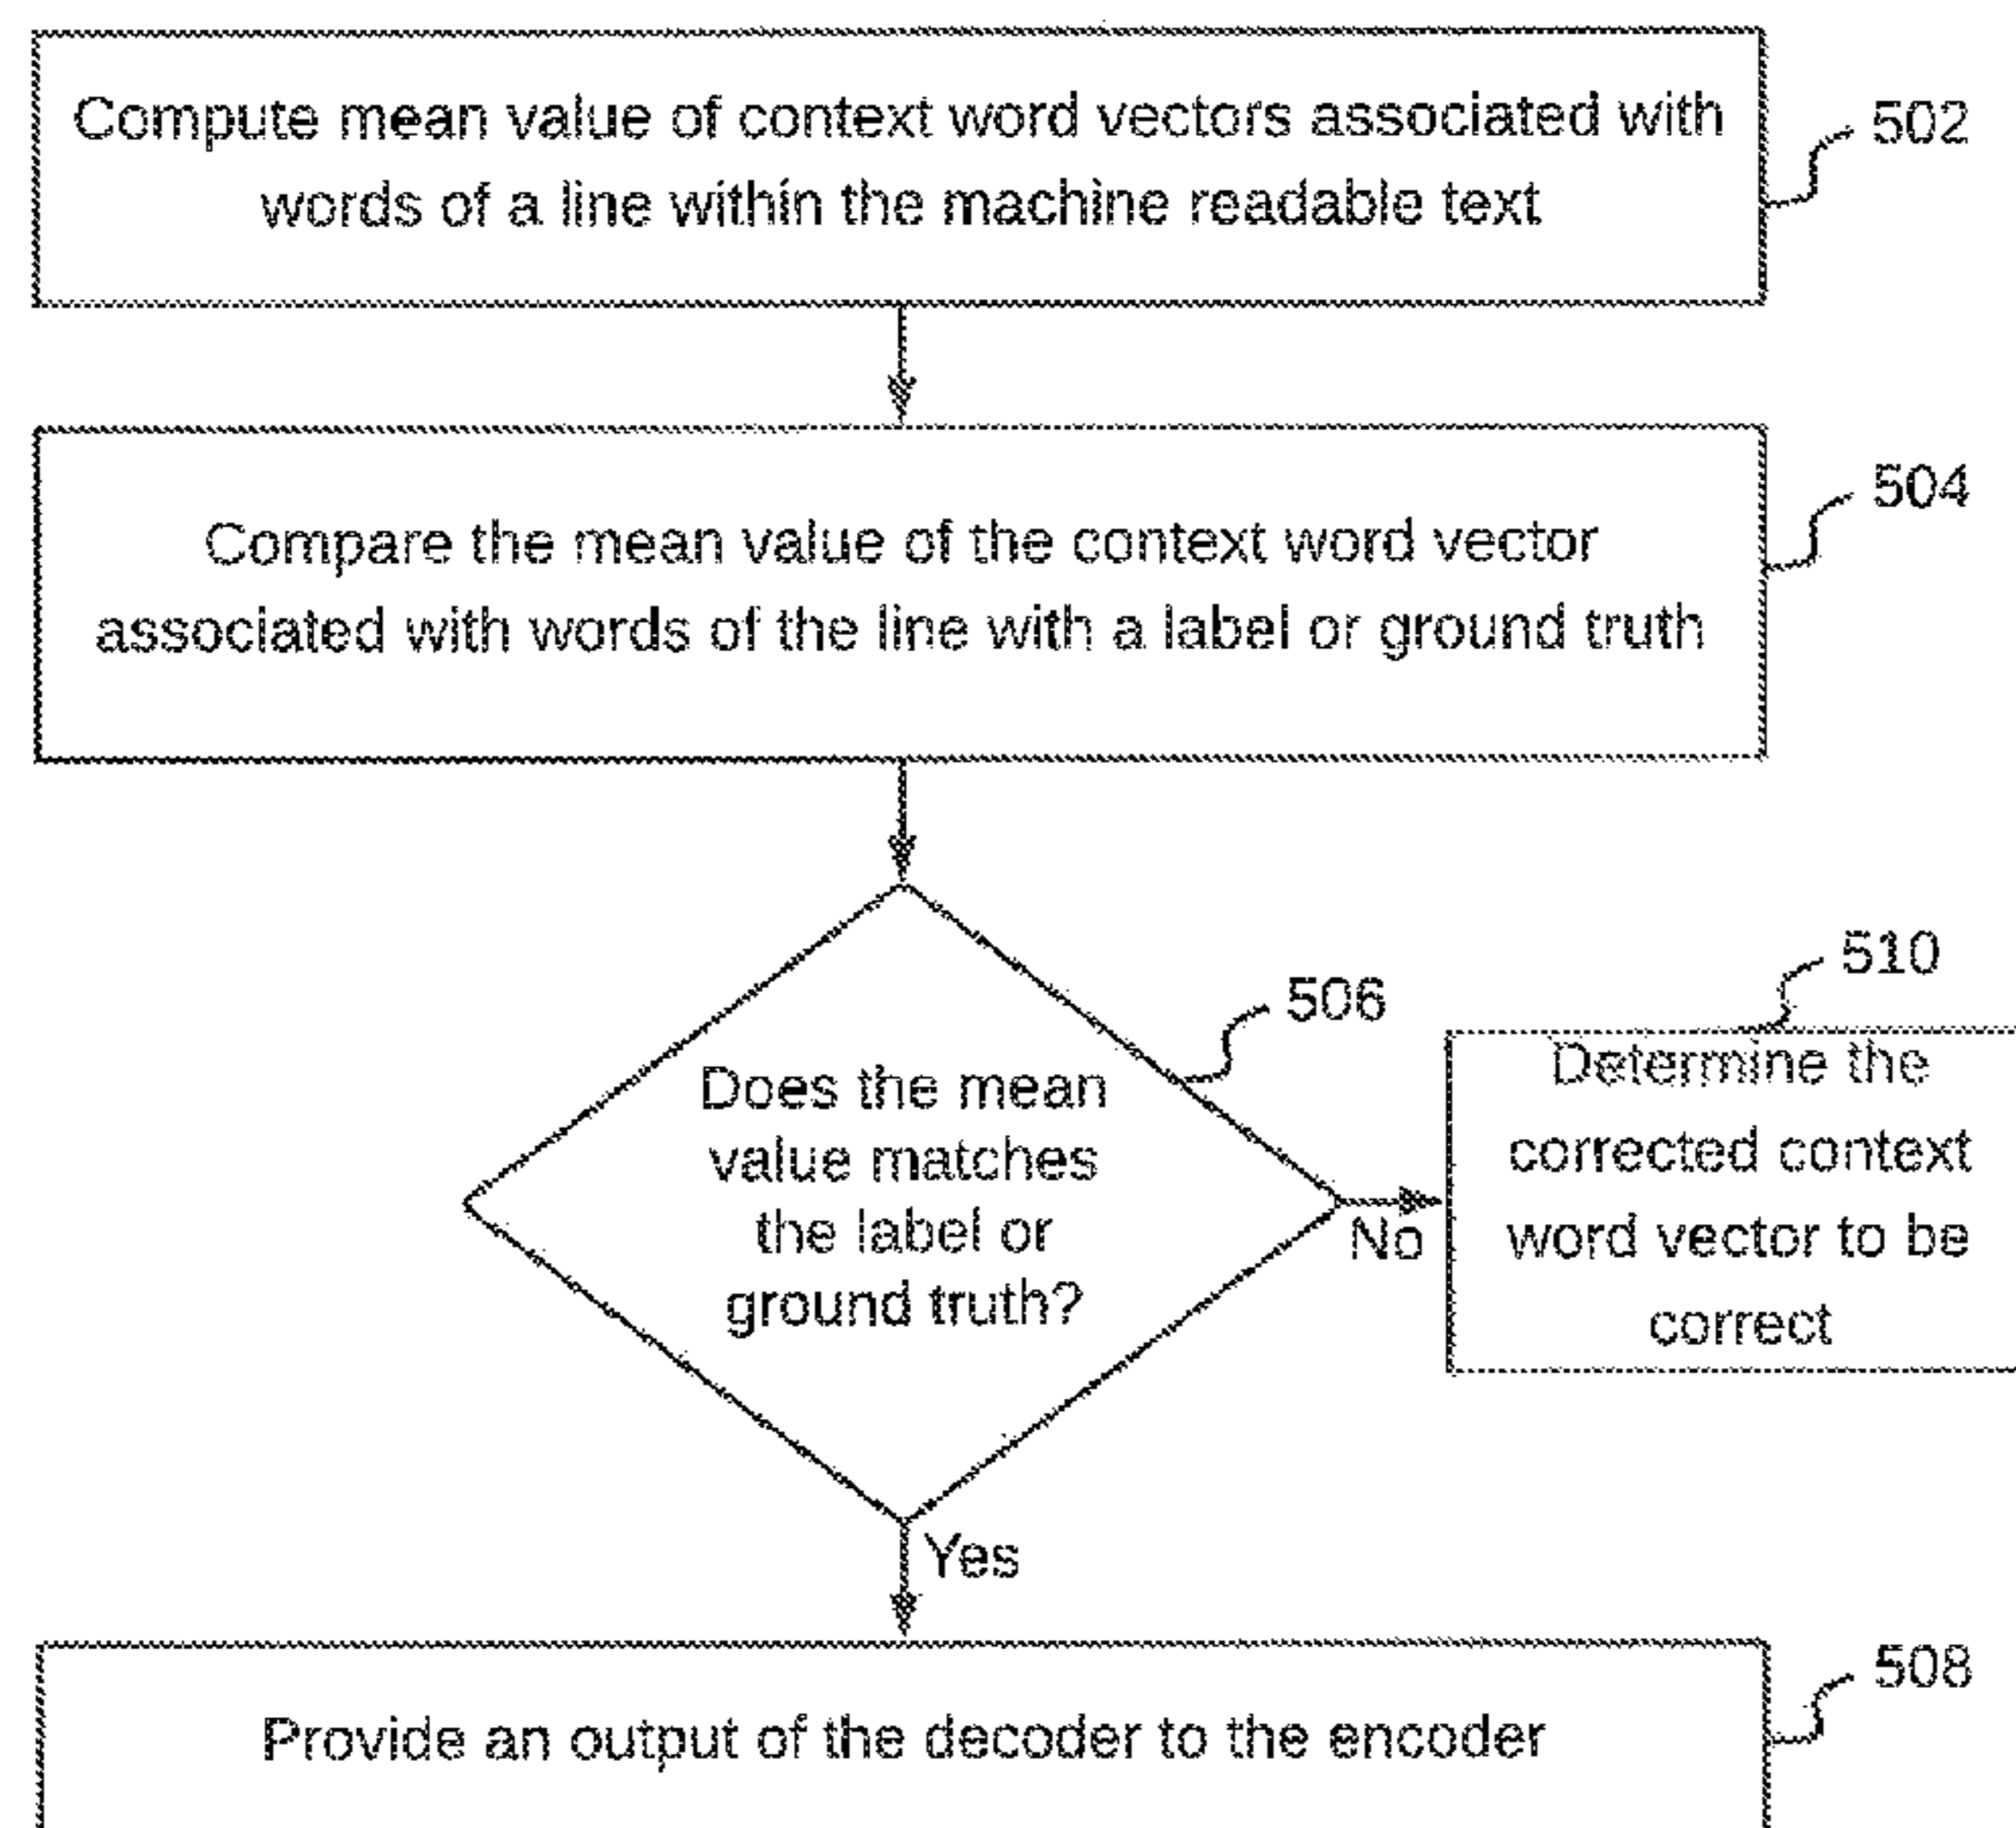 Compute mean value of context word vectors associated with
words of a line within the machine readable text
502
Compare the mean value of the context word vector
associated with words of the line with a label or ground truth
504
Does the mean
value matches
the label or
ground truth?
506
No
510
Determine the
corrected context
word vector to be
correct
Yes
Provide an output of the decoder to the encoder
508